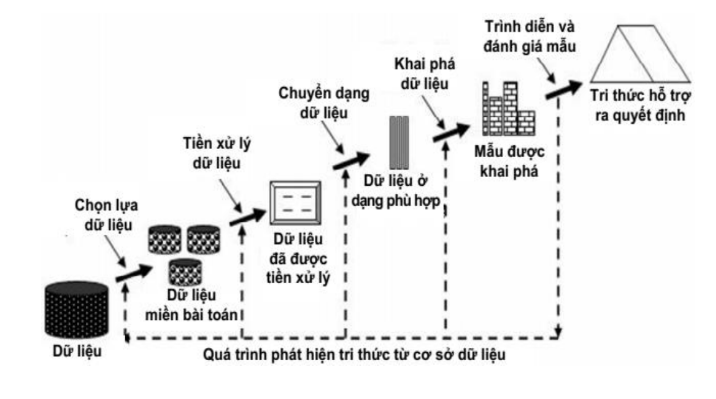 Trình diễn và
đánh giá mẫu
Khai phá
dữ liệu
Tri thức hỗ trợ
ra quyết định
Chuyển dạng
dữ liệu
Mẫu được
khai phá
Tiền xử lý
dữ liệu
Dữ liệu ở
dạng phù hợp
Chọn lựa
dữ liệu
Dữ liệu
đã được
tiền xử lý
Dữ liệu
miền bài toán
Dữ liệu
Quá trình phát hiện tri thức từ cơ sở dữ liệu